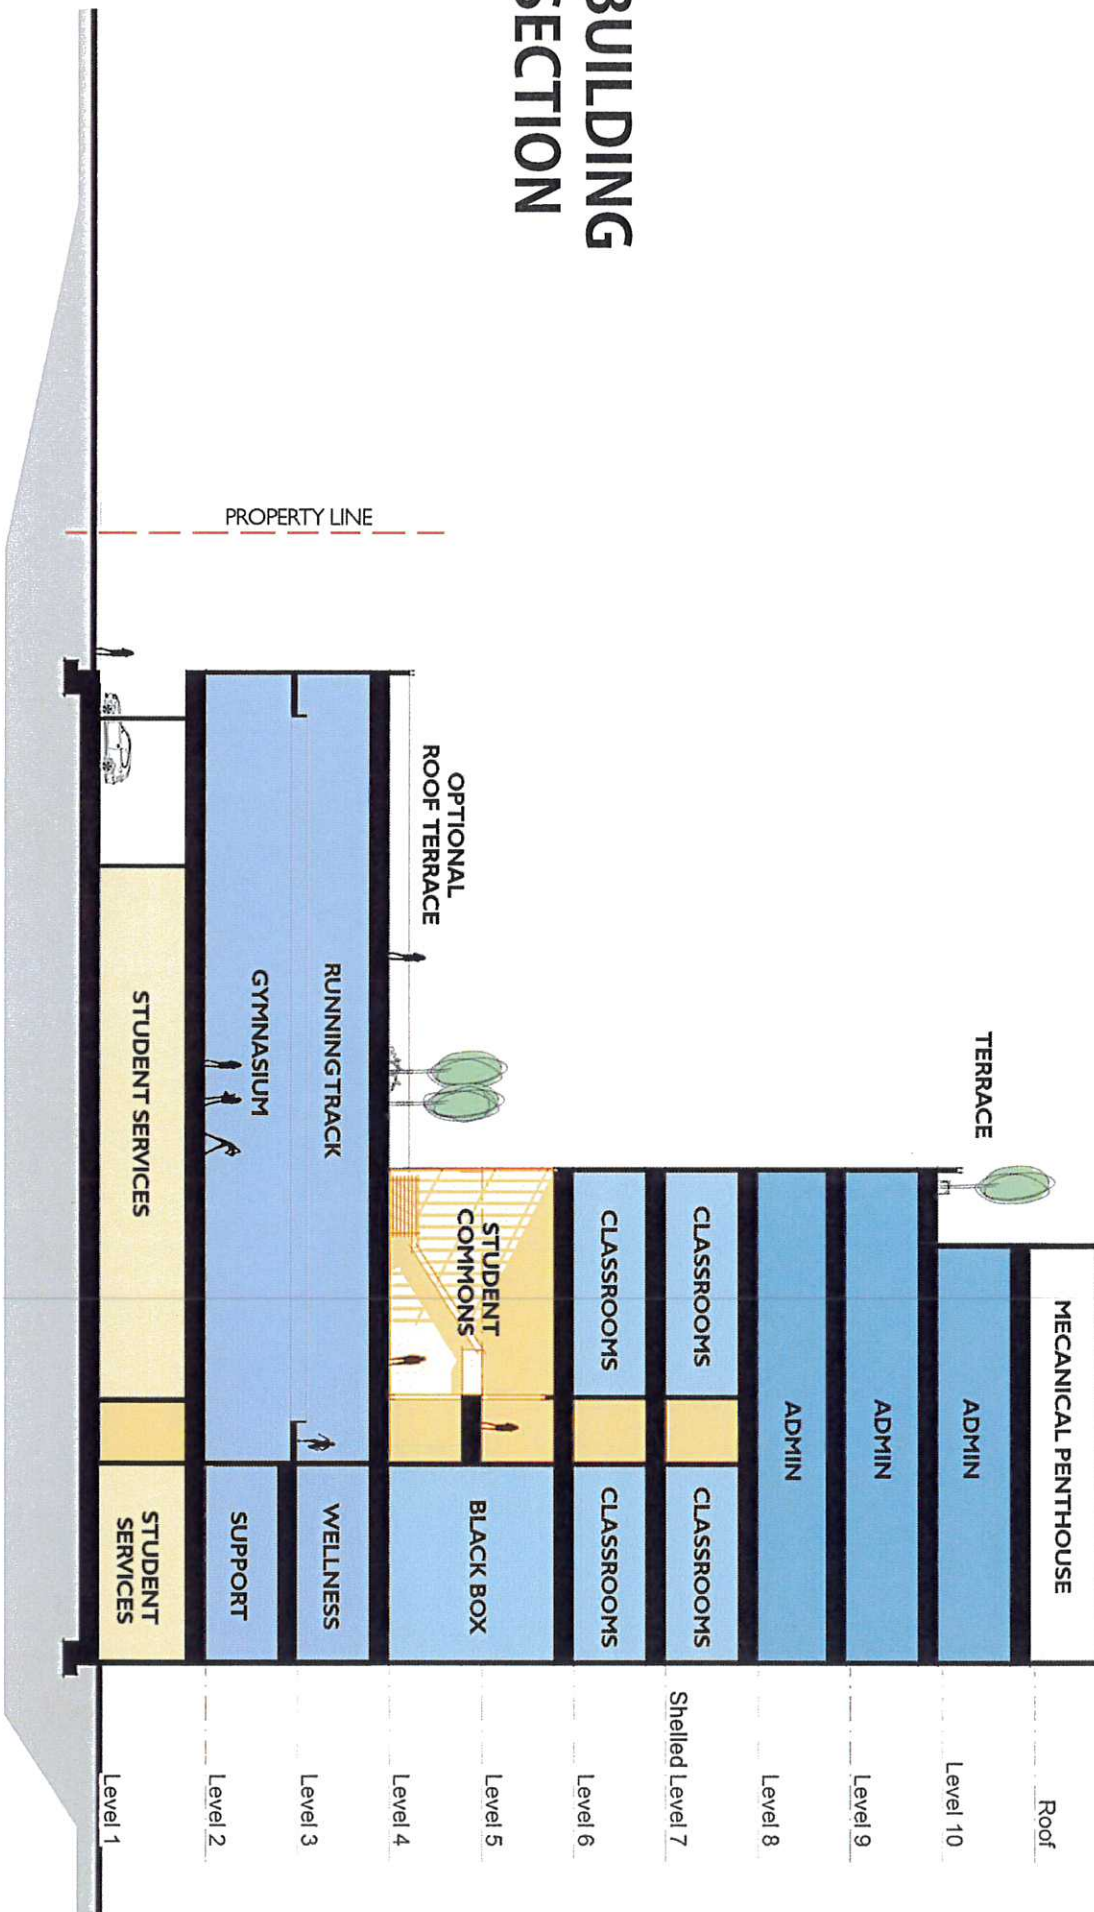 BUILDING
SECTION
PROPERTY LINE
MECANICAL PENTHOUSE
Roof
TERRACE
ADMIN
Level 10
ADMIN
Level 9
ADMIN
Level 8
CLASSROOMS
CLASSROOMS
Shelled Level 7
CLASSROOMS
CLASSROOMS
Level 6
OPTIONAL
ROOF TERRACE
STUDENT
COMMONS
BLACK BOX
Level 5
Level 4
RUNNING TRACK
WELLNESS
Level 3
GYMNASIUM
SUPPORT
Level 2
STUDENT SERVICES
STUDENT
SERVICES
Level 1